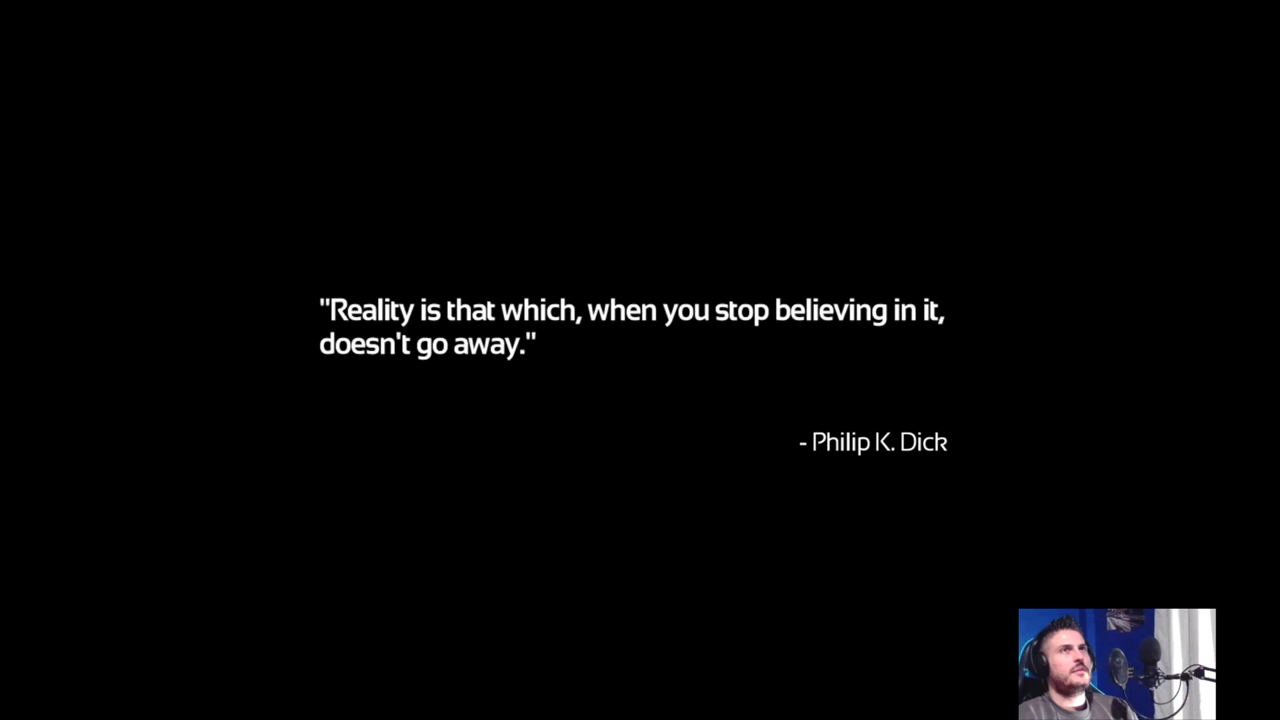 "Reality is that which, when you stop believing in it,
doesn't go away."
- Philip K. Dick